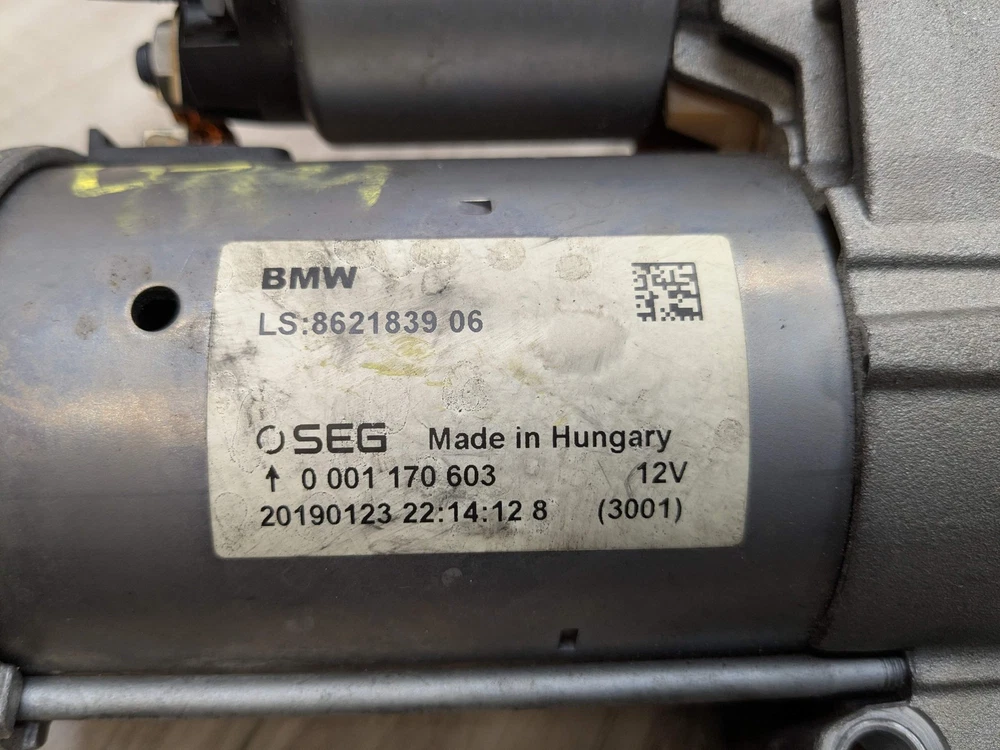 BMW
LS:8621839 06
SEG Made in Hungary
↑ 0 001 170 603 12V
20190123 22:14:12 8 (3001)